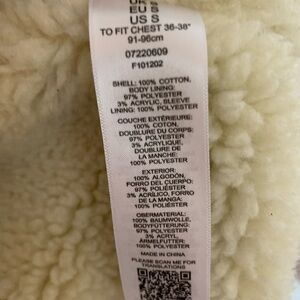 UK S
EU S
US S
TO FIT CHEST 36-38"
91-96cm
07220609
F101202
SHELL: 100% COTTON,
BODY LINING:
97% POLYESTER
3% ACRYLIC, SLEEVE
LINING: 100% POLYESTER
COUCHE EXTÉRIEURE:
100% COTON,
DOUBLURE DU CORPS:
97% POLYESTER
3% ACRYLIQUE,
DOUBLURE DE
LA MANCHE:
100% POLYESTER
EXTERIOR:
100% ALGODÓN,
FORRO DEL CUERPO:
97% POLIÉSTER
3% ACRÍLICO, FORRO
DE LA MANGA:
100% POLIÉSTER
OBERMATERIAL:
100% BAUMWOLLE,
BODYFÜTTERUNG:
97% POLYESTER
3% ACRYL,
ÄRMELFUTTER:
100% POLYESTER
MADE IN CHINA
PLEASE SCAN ME FOR
TRANSLATIONS